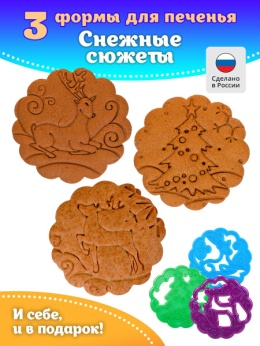 3 формы для печенья
Снежные
сюжеты
Сделано
в России
И себе,
и в подарок!